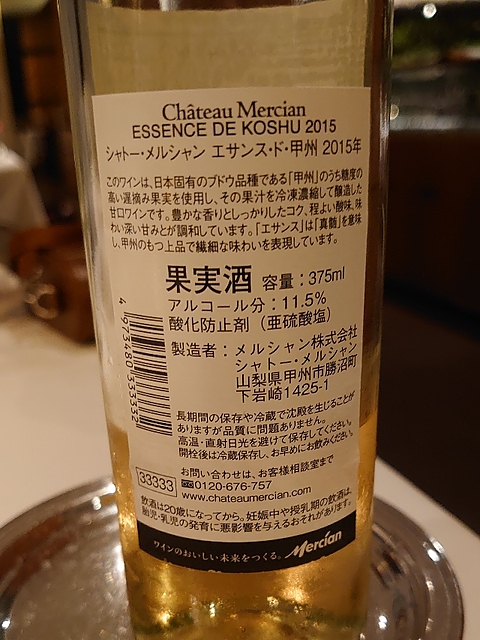 Château Mercian
ESSENCE DE KOSHU 2015
シャトー・メルシャン エサンス・ド・甲州 2015年
このワインは、日本固有のブドウ品種である「甲州」のうち糖度の
高い遅摘み果実を使用し、その果汁を冷凍濃縮して醸造した
甘口ワインです。豊かな香りとしっかりしたコク、程よい酸味、味
わい深い甘みとが調和しています。「エサンス」は「真髄」を意味
し、甲州のもつ上品で繊細な味わいを表現しています。
果実酒 容量：375ml
アルコール分：11.5%
酸化防止剤（亜硫酸塩）
製造者：メルシャン株式会社
シャトー・メルシャン
山梨県甲州市勝沼町
下岩崎1425-1
4 973480 333332
長期間の保存や冷蔵で沈殿を生じることが
ありますが品質に問題ありません。
高温・直射日光を避けて保存してください。
開栓後は冷蔵保存し、お早めにお飲みください。
33333
お問い合わせは、お客様相談室まで
0120-676-757
www.chateaumercian.com
飲酒は20歳になってから。妊娠中や授乳期の飲酒は、
胎児・乳児の発育に悪影響を与えるおそれがあります。
ワインのおいしい未来をつくる。 Mercian